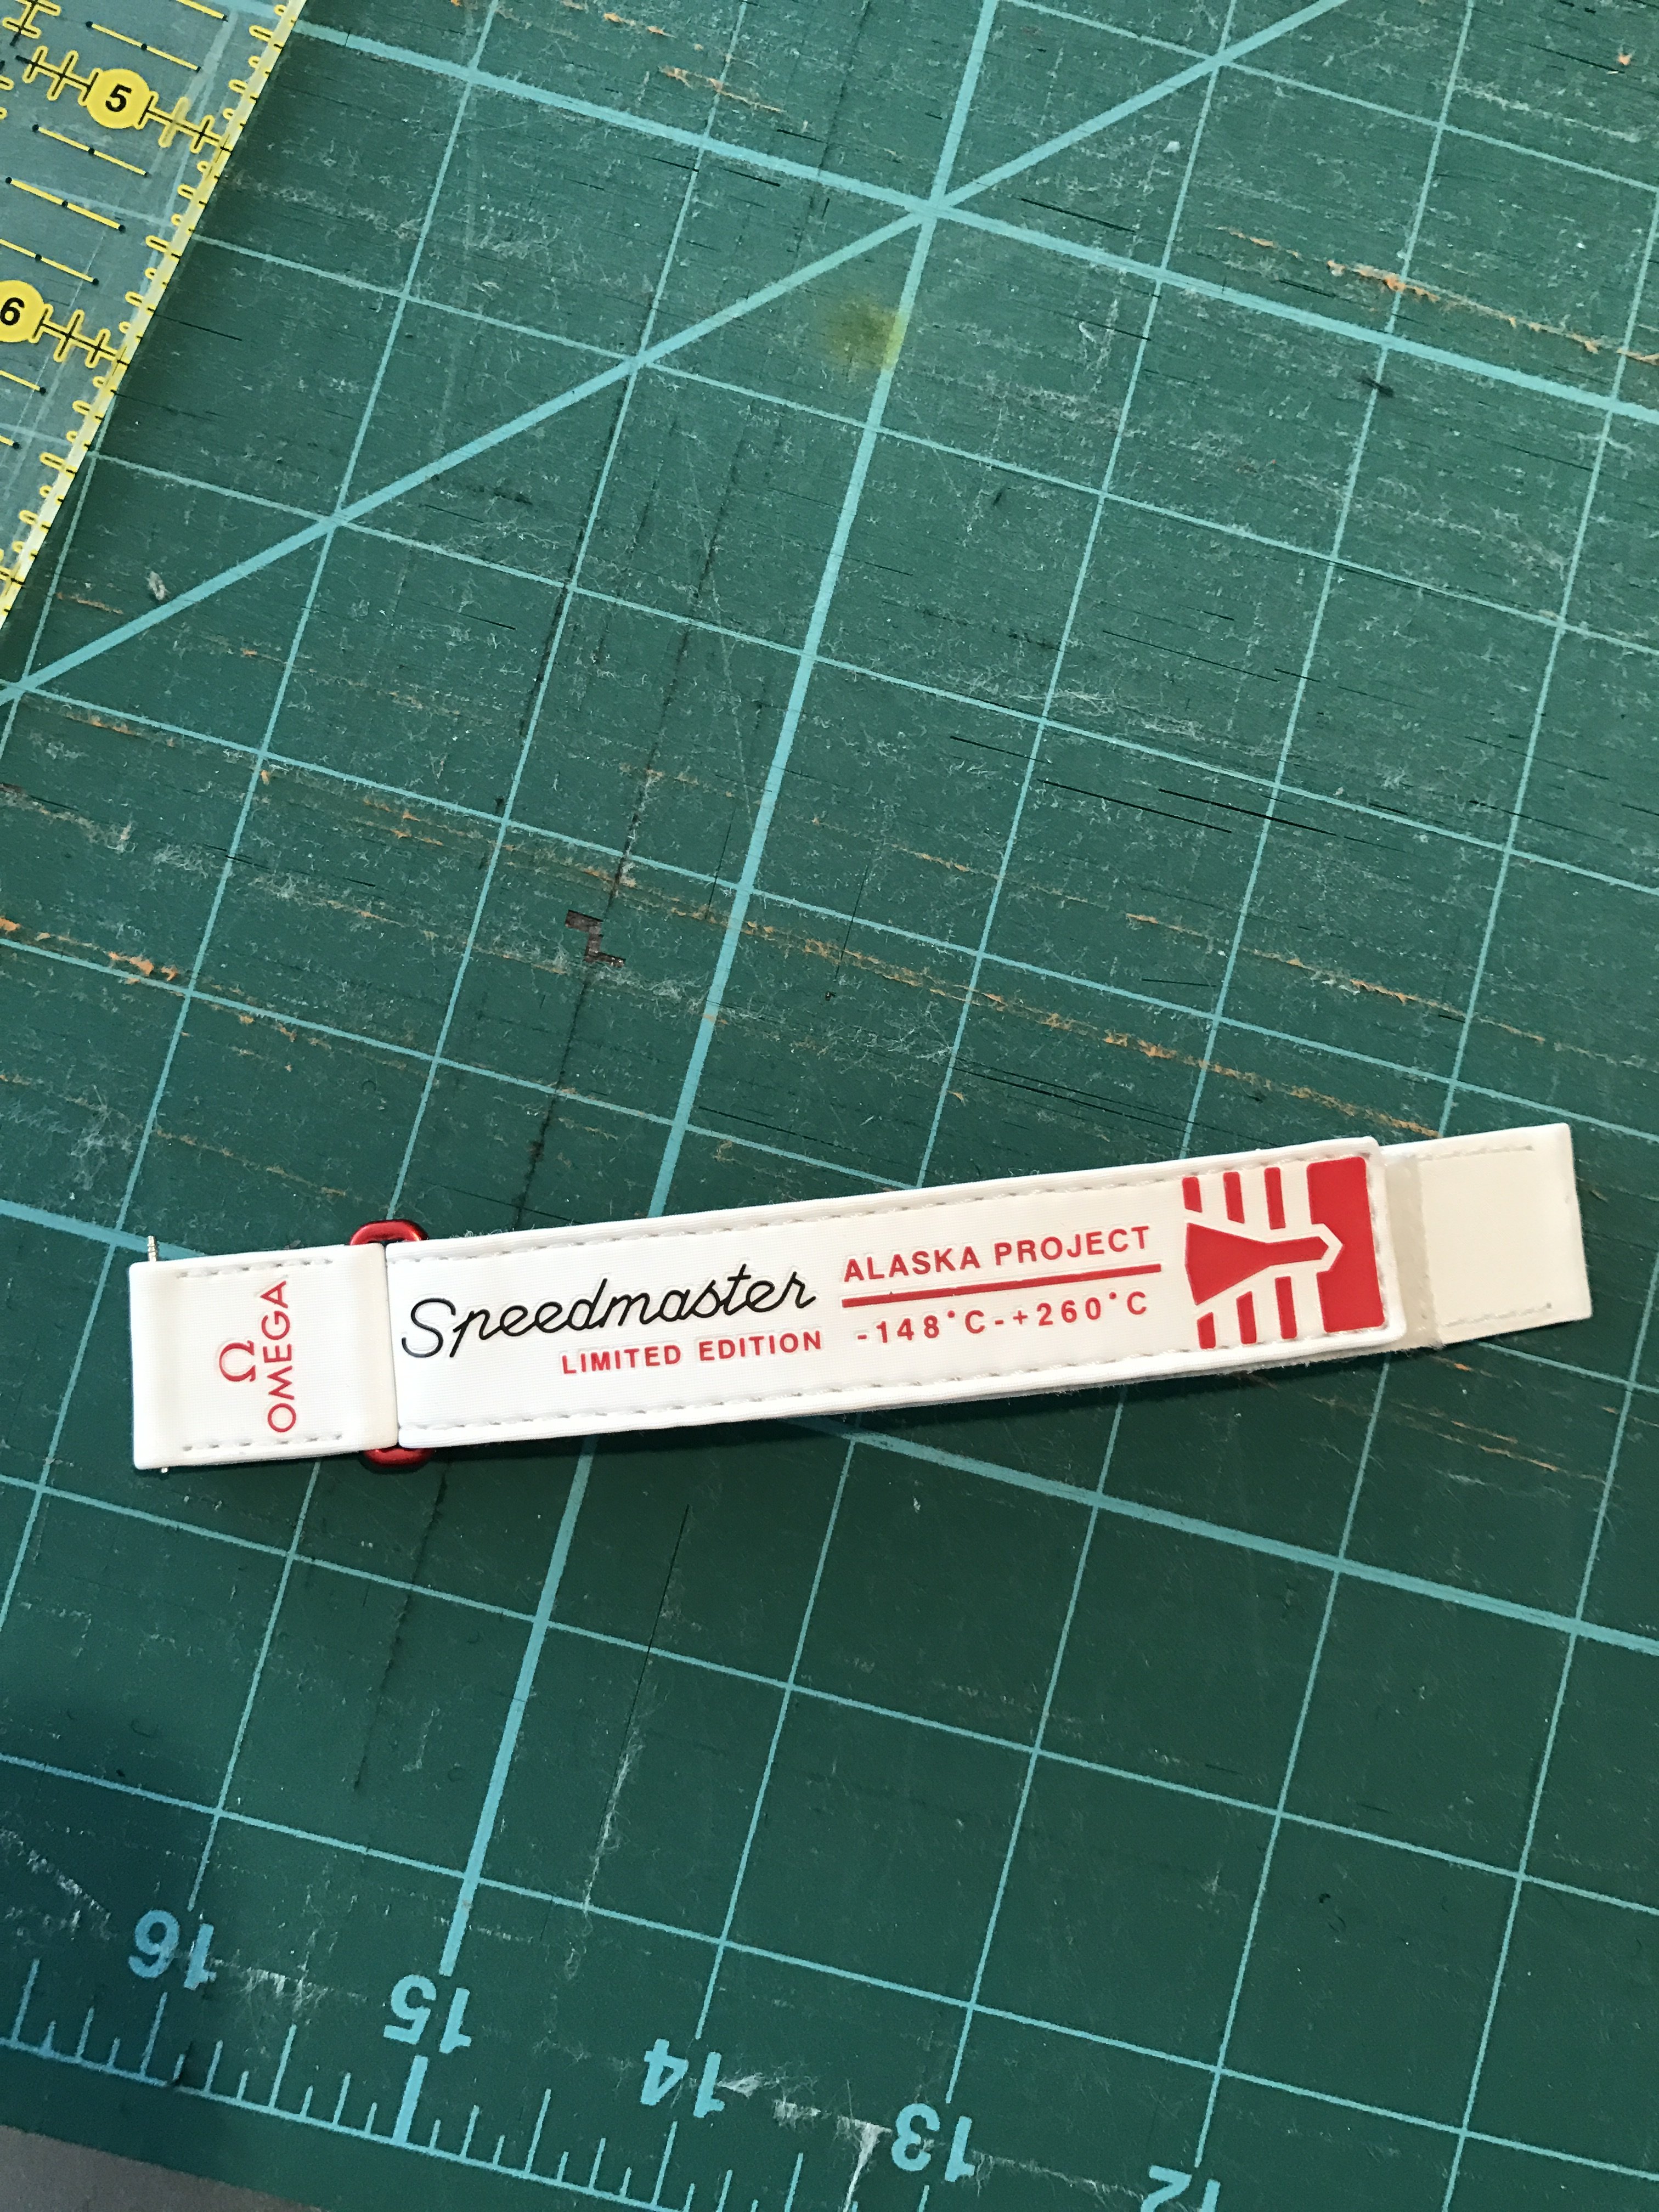 5
6
Ω
OMEGA
Speedmaster
LIMITED EDITION
ALASKA PROJECT
-148°C-+260°C
16
15
14
13
12